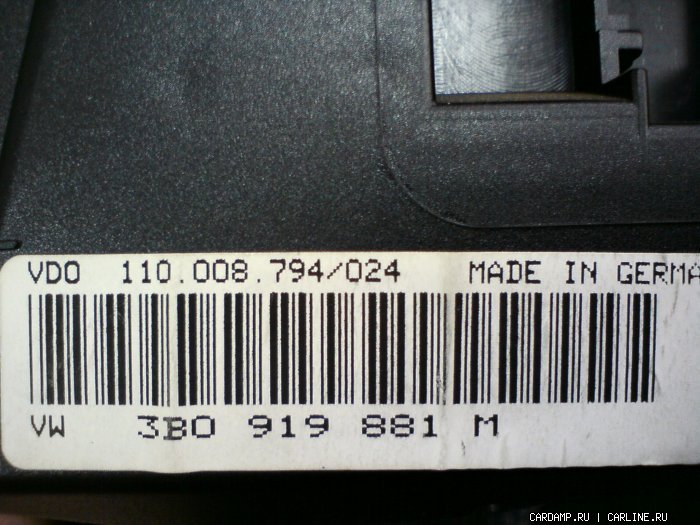 VDO 110.008.794/024 MADE IN GERMA
VW 3B0 919 881 M
CARDAMP.RU | CARLINE.RU